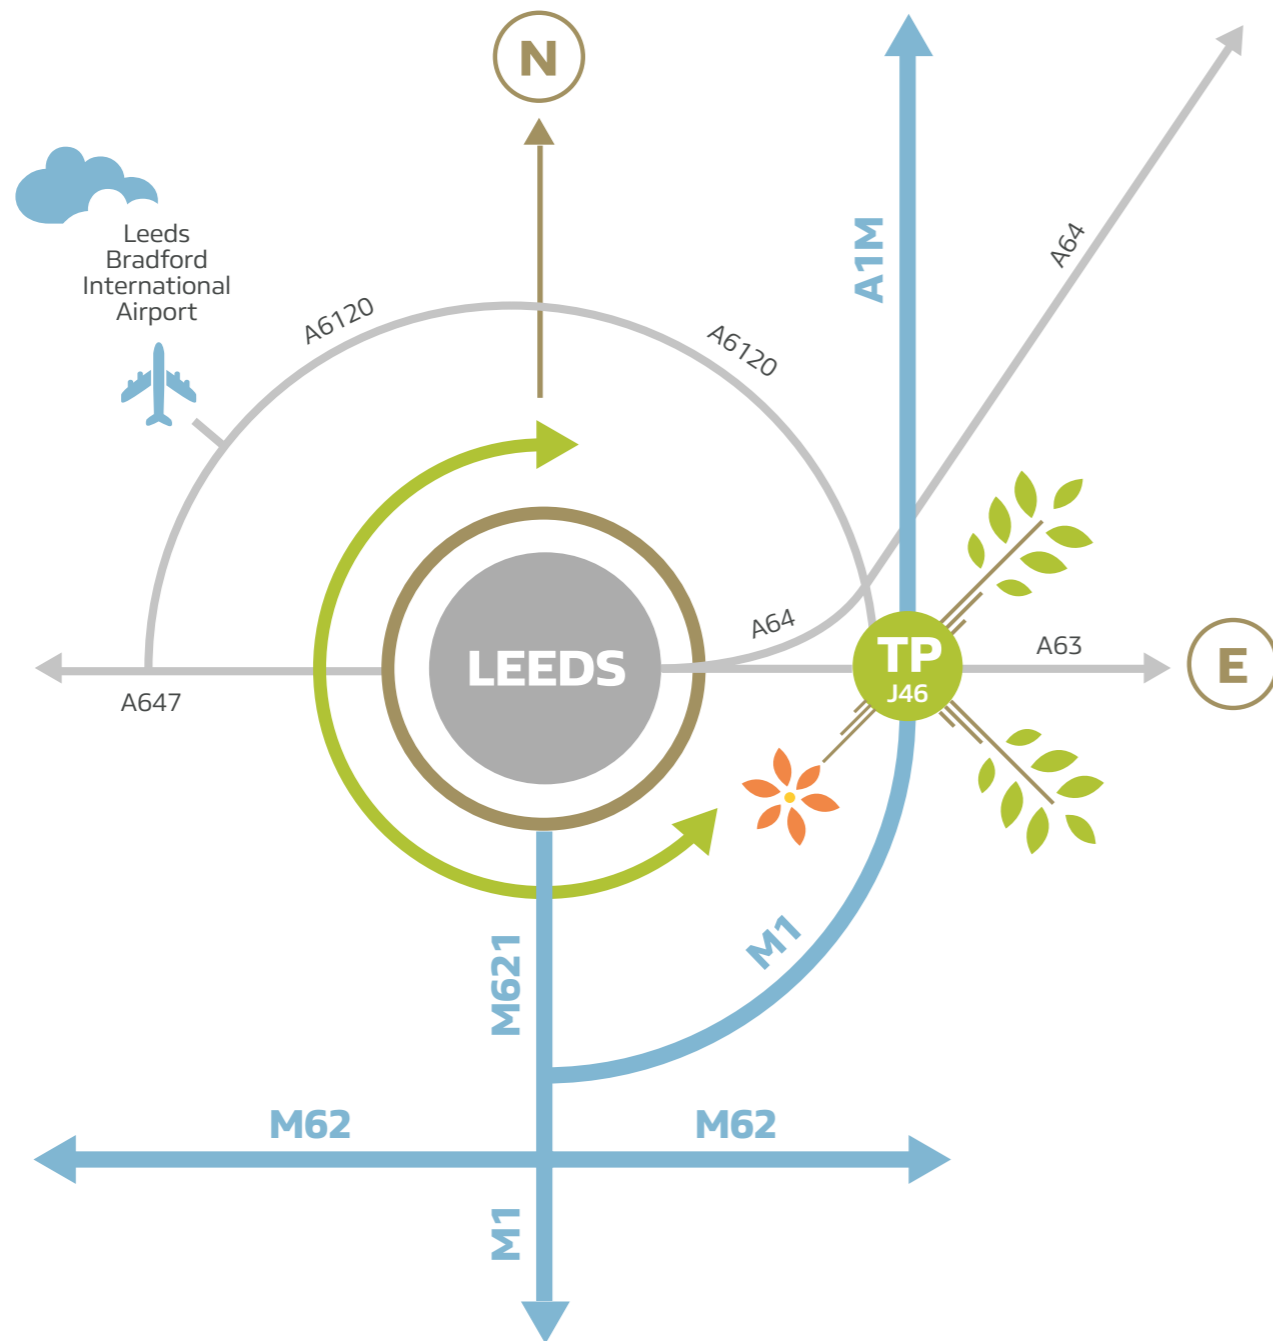 N
Leeds
Bradford
International
Airport
A6120
A6120
A1M
A64
LEEDS
A64
TP
J46
A63
E
A647
M621
M1
M62
M62
M1